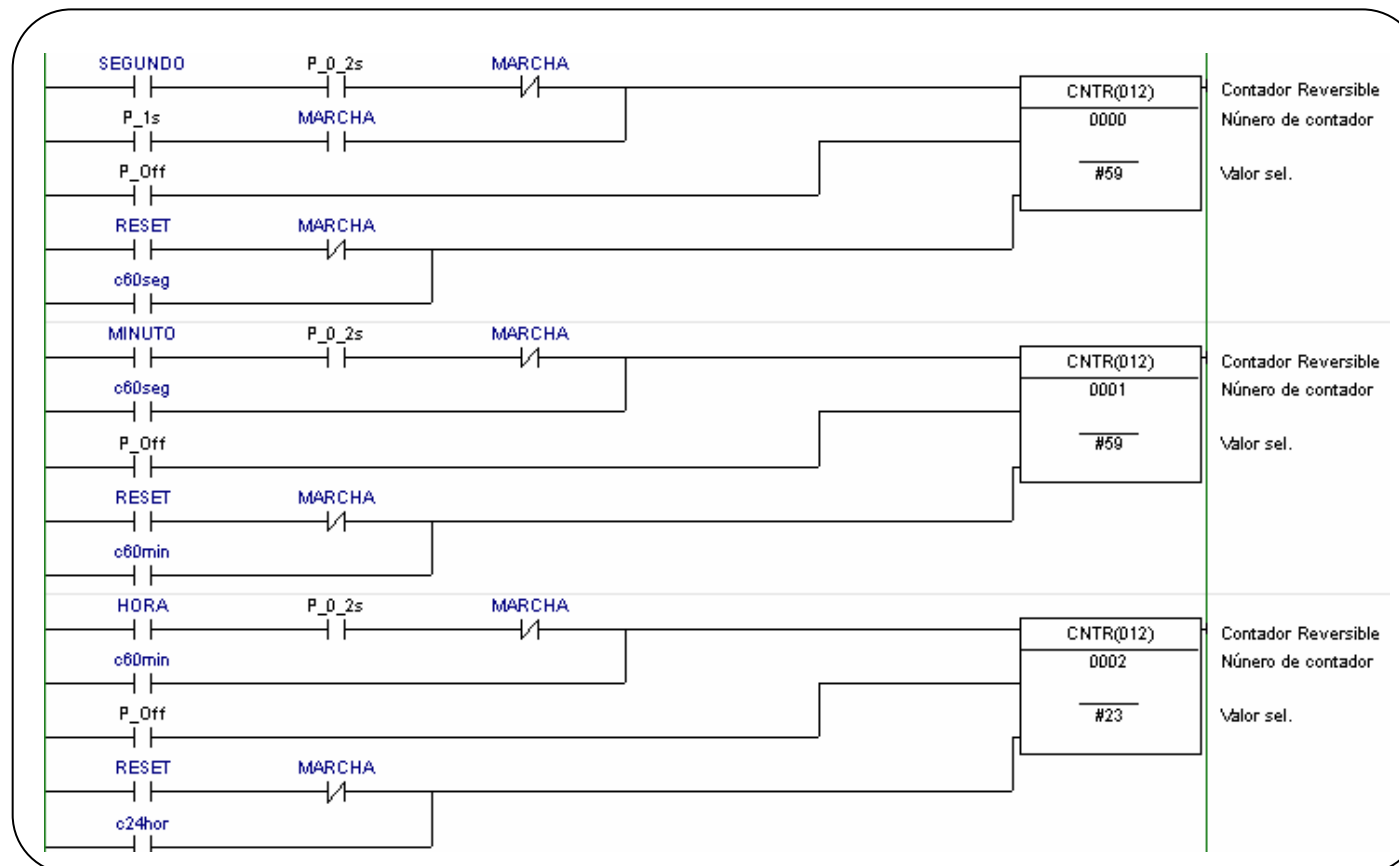 SEGUNDO P_0_2s MARCHA
CNTR(012) Contador Reversible
P_1s MARCHA 0000 Núnero de contador
P_Off #59 Valor sel.
RESET MARCHA
c60seg
MINUTO P_0_2s MARCHA
CNTR(012) Contador Reversible
c60seg 0001 Núnero de contador
P_Off #59 Valor sel.
RESET MARCHA
c60min
HORA P_0_2s MARCHA
CNTR(012) Contador Reversible
c60min 0002 Núnero de contador
P_Off #23 Valor sel.
RESET MARCHA
c24hor